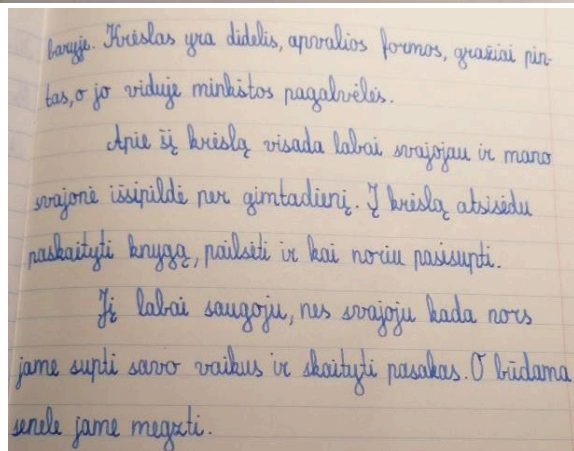 baryje. Krėslas yra didelis, apvalios formos, gražiai pin-
tas, o jo viduje minkštos pagalvėlės.
Apie šį krėslą visada labai svajojau ir mano
svajonė išsipildė per gimtadienį. Į krėslą atsisėdu
paskaityti knygą, pailsėti ir kai noriu pasisupti.
Jį labai saugoju, nes svajoju kada nors
jame supti savo vaikus ir skaityti pasakas. O būdama
senele jame megzti.